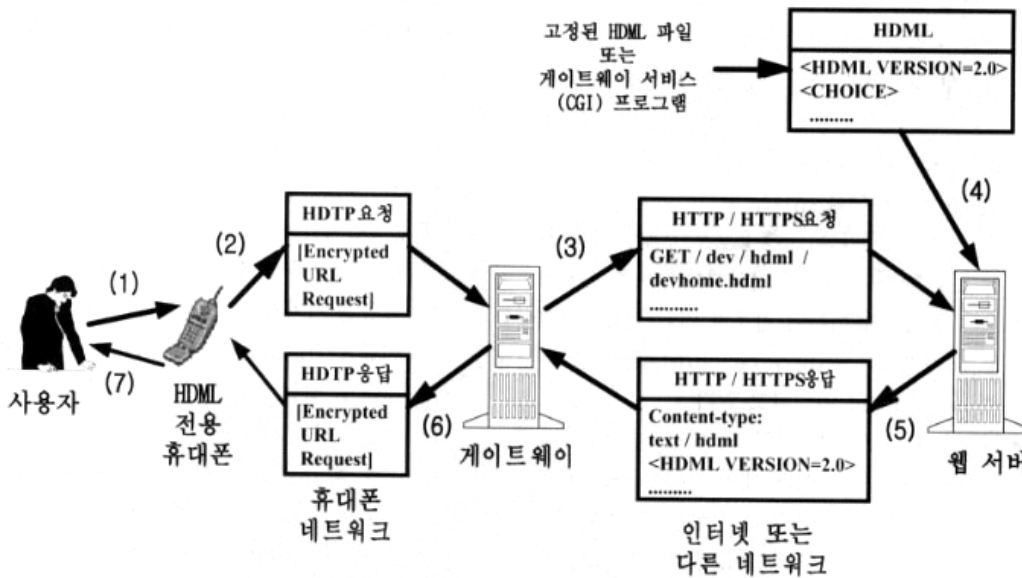 고정된 HDML 파일
또는
게이트웨이 서비스
(CGI) 프로그램
HDML
<HDML VERSION=2.0>
<CHOICE>
.........
(4)
HDTP요청
[Encrypted
URL
Request]
(2)
(3)
HTTP / HTTPS요청
GET / dev / hdml /
devhome.hdml
..........
(1)
(7)
사용자
HDML
전용
휴대폰
HDTP응답
[Encrypted
URL
Request]
(6)
게이트웨이
HTTP / HTTPS응답
Content-type:
text / hdml
<HDML VERSION=2.0>
.........
(5)
웹 서버
휴대폰
네트워크
인터넷 또는
다른 네트워크